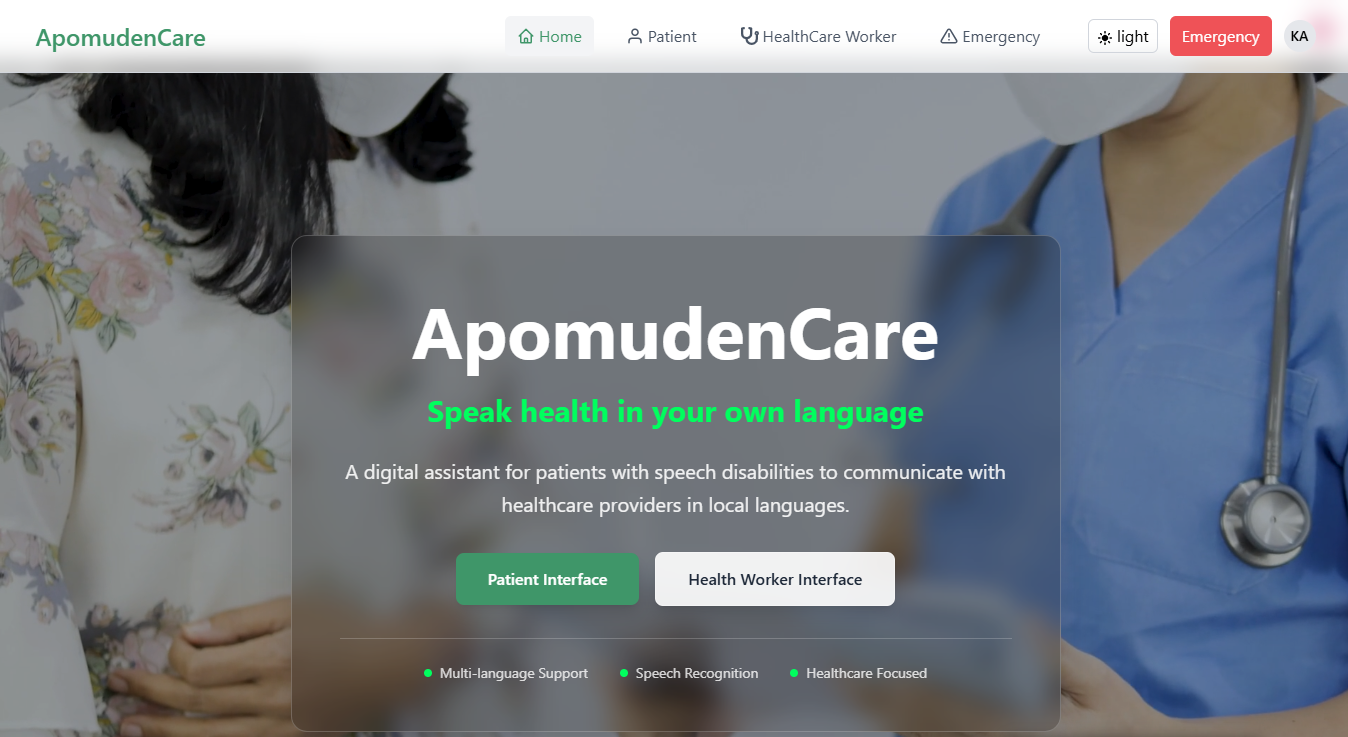 ApomudenCare
Home
Patient
HealthCare Worker
Emergency
light
Emergency
KA
ApomudenCare
Speak health in your own language
A digital assistant for patients with speech disabilities to communicate with
healthcare providers in local languages.
Patient Interface
Health Worker Interface
Multi-language Support
Speech Recognition
Healthcare Focused